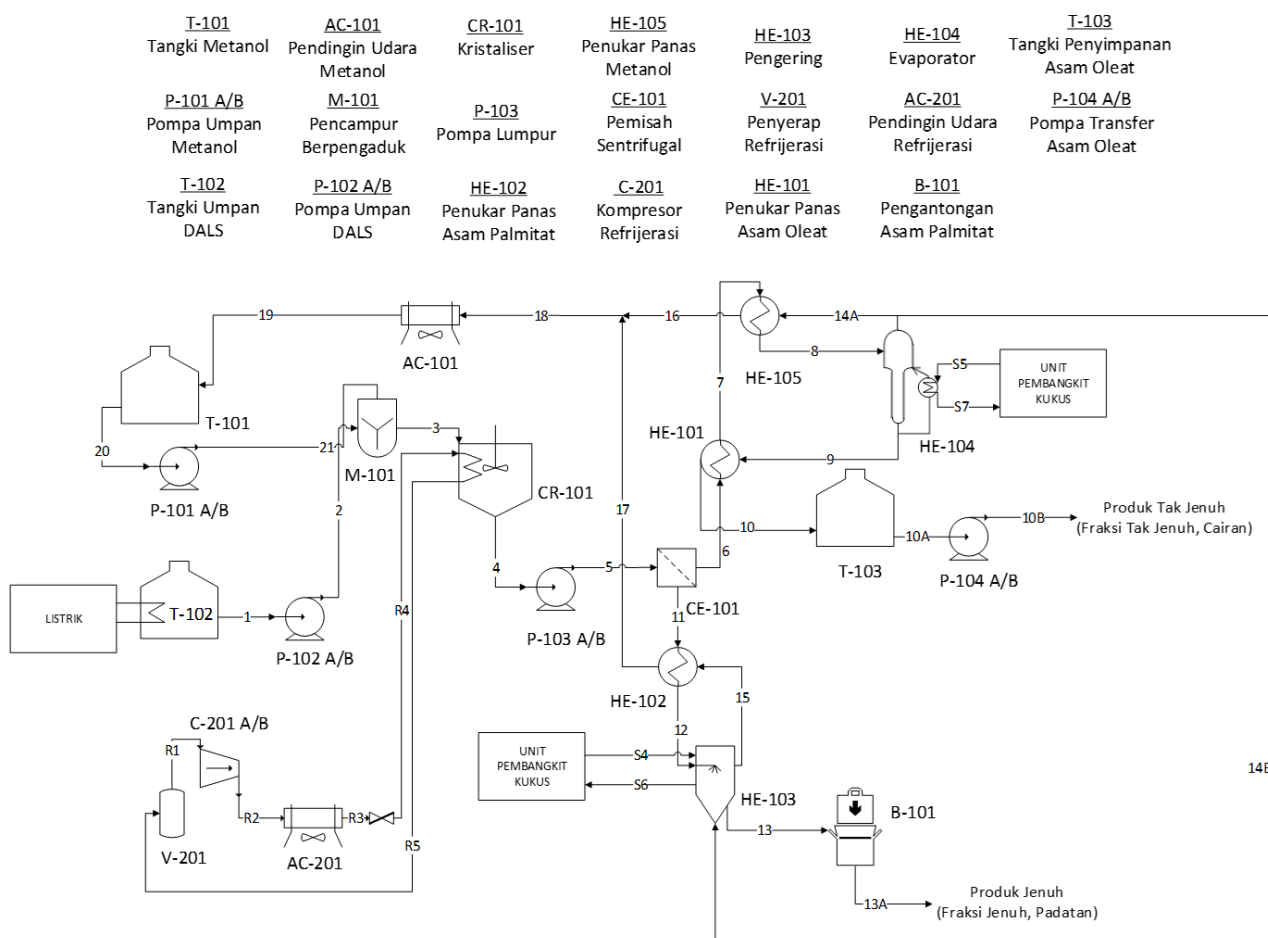 T-101
Tangki Metanol
AC-101
Pendingin Udara
Metanol
CR-101
Kristaliser
HE-105
Penukar Panas
Metanol
HE-103
Pengering
HE-104
Evaporator
T-103
Tangki Penyimpanan
Asam Oleat
P-101 A/B
Pompa Umpan
Metanol
M-101
Pencampur
Berpengaduk
P-103
Pompa Lumpur
CE-101
Pemisah
Sentrifugal
V-201
Penyerap
Refrijerasi
AC-201
Pendingin Udara
Refrijerasi
P-104 A/B
Pompa Transfer
Asam Oleat
T-102
Tangki Umpan
DALS
P-102 A/B
Pompa Umpan
DALS
HE-102
Penukar Panas
Asam Palmitat
C-201
Kompresor
Refrijerasi
HE-101
Penukar Panas
Asam Oleat
B-101
Pengantongan
Asam Palmitat
19
18
16
14A
AC-101
8
HE-105
7
S5
S7
UNIT
PEMBANGKIT
KUKUS
HE-104
T-101
20
21
P-101 A/B
M-101
3
CR-101
HE-101
9
2
17
10
T-103
10A
10B
P-104 A/B
Produk Tak Jenuh
(Fraksi Tak Jenuh, Cairan)
4
5
6
P-103 A/B
CE-101
11
LISTRIK
T-102
1
P-102 A/B
R4
HE-102
12
15
C-201 A/B
R1
R2
R3
R5
V-201
AC-201
UNIT
PEMBANGKIT
KUKUS
S4
S6
HE-103
13
B-101
14B
13A
Produk Jenuh
(Fraksi Jenuh, Padatan)